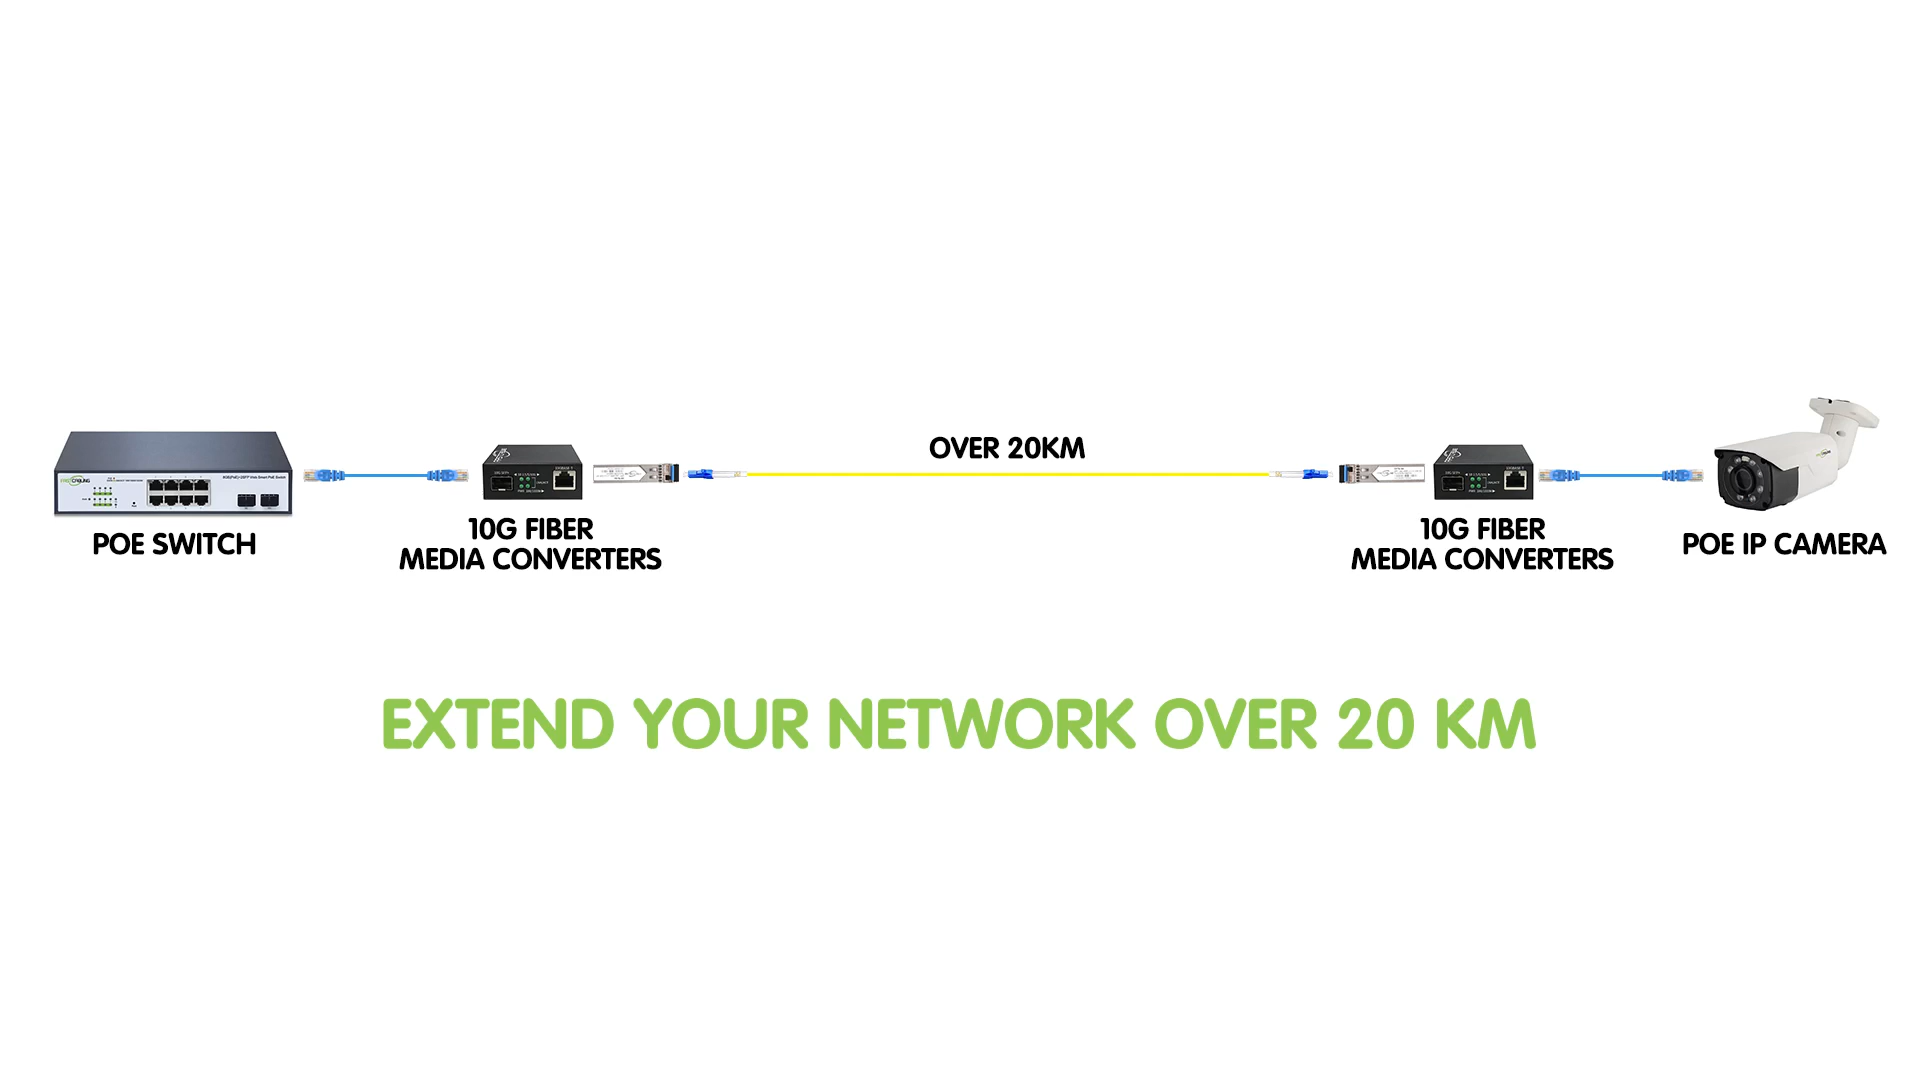 OVER 20KM
POE SWITCH
10G FIBER
MEDIA CONVERTERS
10G FIBER
MEDIA CONVERTERS
POE IP CAMERA
EXTEND YOUR NETWORK OVER 20 KM